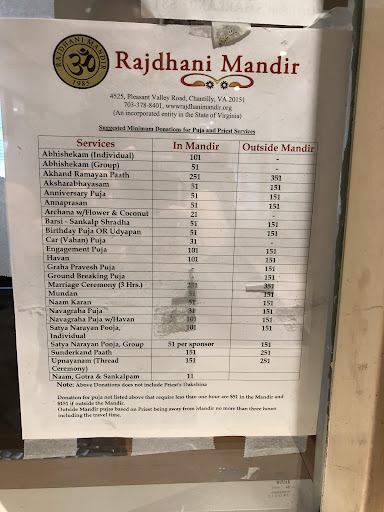 RAJDHANI MANDIR
ॐ
1985
Rajdhani Mandir
4525, Pleasant Valley Road, Chantilly, VA 20151
703-378-8401, www.rajdhanimandir.org
(An incorporated entity in the State of Virginia)
Suggested Minimum Donations for Puja and Priest Services
Services In Mandir Outside Mandir
Abhishekam (Individual) 101 -
Abhishekam (Group) 51 -
Akhand Ramayan Paath 251 351
Aksharabhayasam 51 151
Anniversary Puja 51 151
Annaprasan 51 151
Archana w/Flower & Coconut 21 -
Barsi - Sankalp Shradha 51 151
Birthday Puja OR Udyapan 51 151
Car (Vahan) Puja 31 -
Engagement Puja 101 151
Havan 101 151
Graha Pravesh Puja 151
Ground Breaking Puja 151
Marriage Ceremony (3 Hrs.) 351
Mundan 51 151
Naam Karan 51 151
Navagraha Puja 51 151
Navagraha Puja w/Havan 101 151
Satya Narayan Pooja, 101 151
Individual
Satya Narayan Pooja, Group 51 per sponsor 151
Sunderkand Paath 151 251
Upnayanam (Thread 151 251
Ceremony)
Naam, Gotra & Sankalpam 11
Note: Above Donations does not include Priest's Dakshina
Donation for puja not listed above that require less than one hour are $51 in the Mandir and
$151 if outside the Mandir.
Outside Mandir pujas based on Priest being away from Mandir no more than three hours
including the travel time.